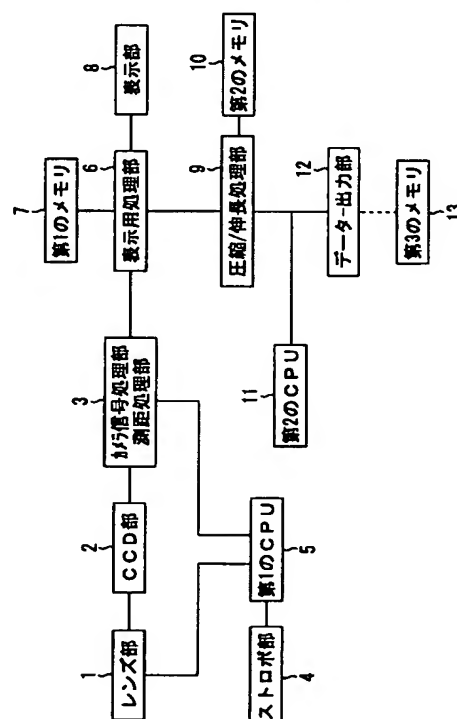 1
レンズ部
2
CCD部
3
カメラ信号処理部
測距処理部
4
ストロボ部
5
第1のCPU
7
第1のメモリ
6
表示用処理部
8
表示部
9
圧縮/伸長処理部
10
第2のメモリ
11
第2のCPU
12
データー出力部
13
第3のメモリ